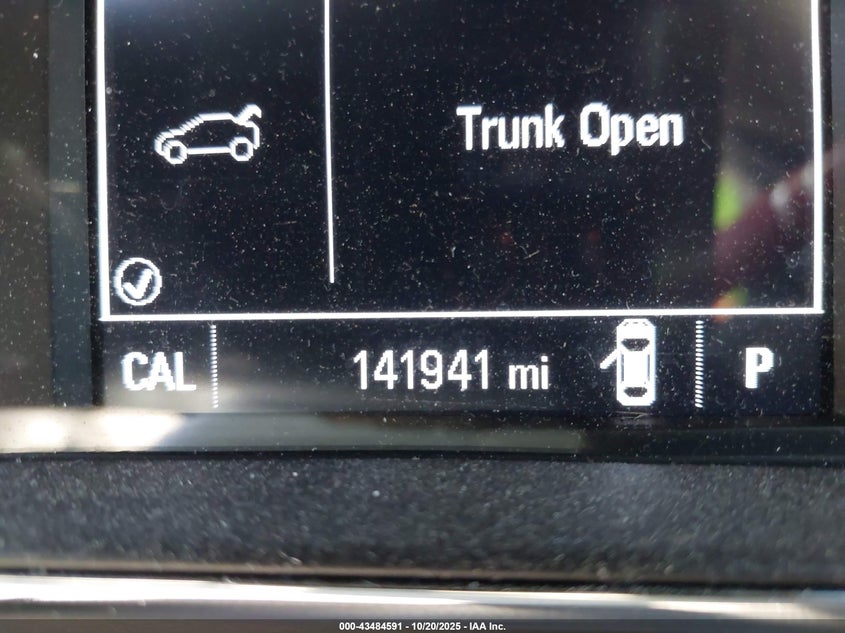 Trunk Open
CAL 141941 mi P
000-43484591 - 10/20/2025 - IAA Inc.